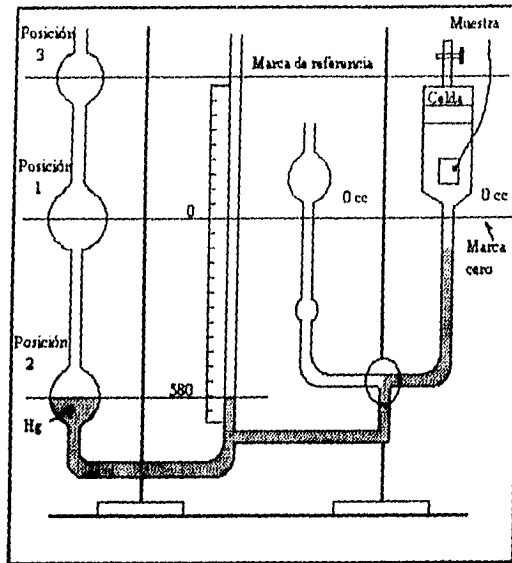 Posición
3
Muestra
Marca de referencia
Celda
Posición
1
0
0 cc
0 cc
Marca
cero
Posición
2
580
Hg